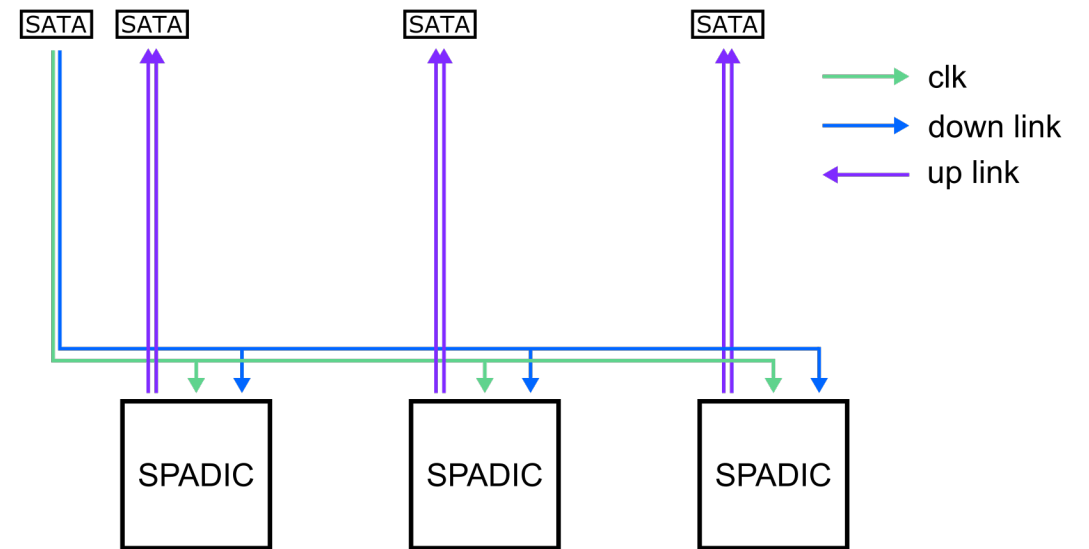 SATA
SATA
SATA
SATA
clk
down link
up link
SPADIC
SPADIC
SPADIC